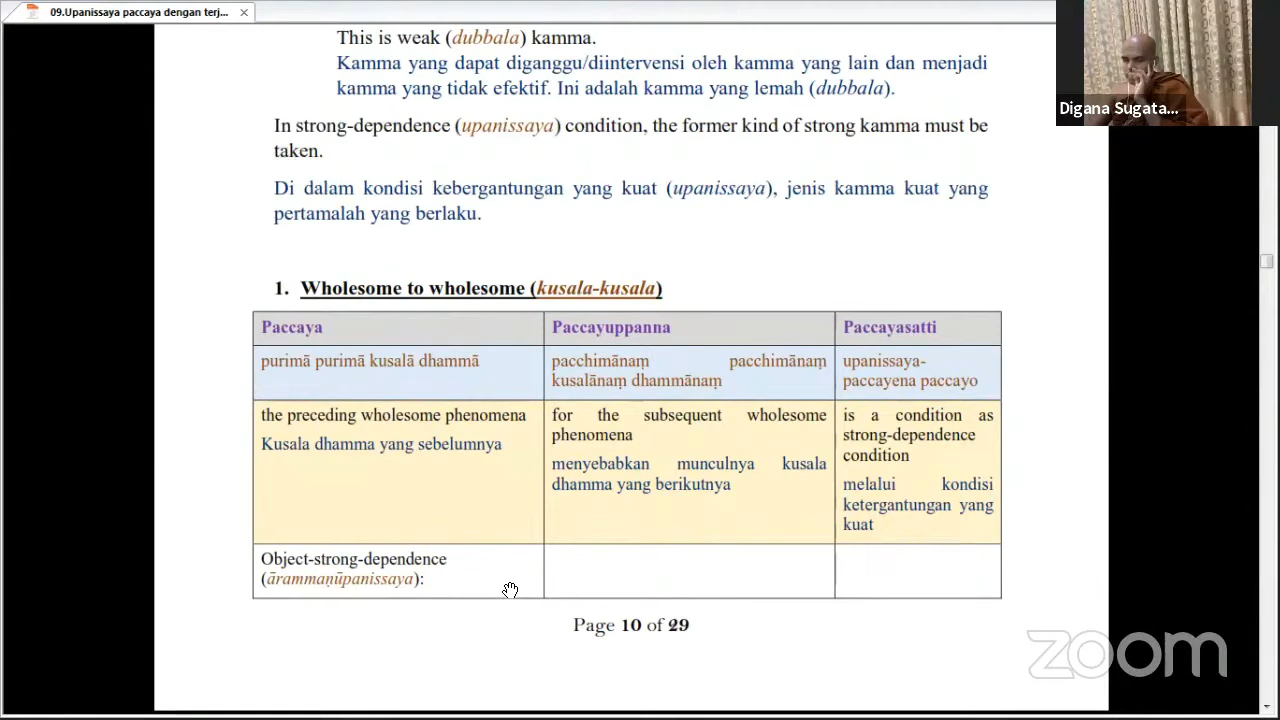 09.Upanissaya paccaya dengan terj...
This is weak (dubbala) kamma.
Kamma yang dapat diganggu/diintervensi oleh kamma yang lain dan menjadi
kamma yang tidak efektif. Ini adalah kamma yang lemah (dubbala).
Digana Sugata...
In strong-dependence (upanissaya) condition, the former kind of strong kamma must be
taken.
Di dalam kondisi kebergantungan yang kuat (upanissaya), jenis kamma kuat yang
pertamalah yang berlaku.
1. Wholesome to wholesome (kusala-kusala)
Paccaya
Paccayuppanna
Paccayasatti
purimā purimā kusalā dhammā
pacchimānaṃ pacchimānaṃ
kusalānaṃ dhammānaṃ
upanissaya-
paccayena paccayo
the preceding wholesome phenomena
Kusala dhamma yang sebelumnya
for the subsequent wholesome
phenomena
menyebabkan munculnya kusala
dhamma yang berikutnya
is a condition as
strong-dependence
condition
melalui kondisi
ketergantungan yang
kuat
Object-strong-dependence
(ārammaṇūpanissaya):
Page 10 of 29
zoom